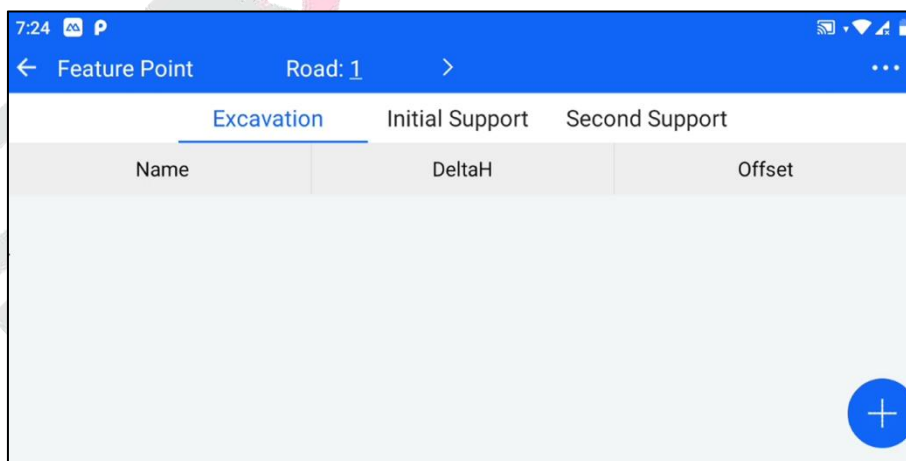 7:24 P
Feature Point Road: 1 >
Excavation Initial Support Second Support
Name DeltaH Offset